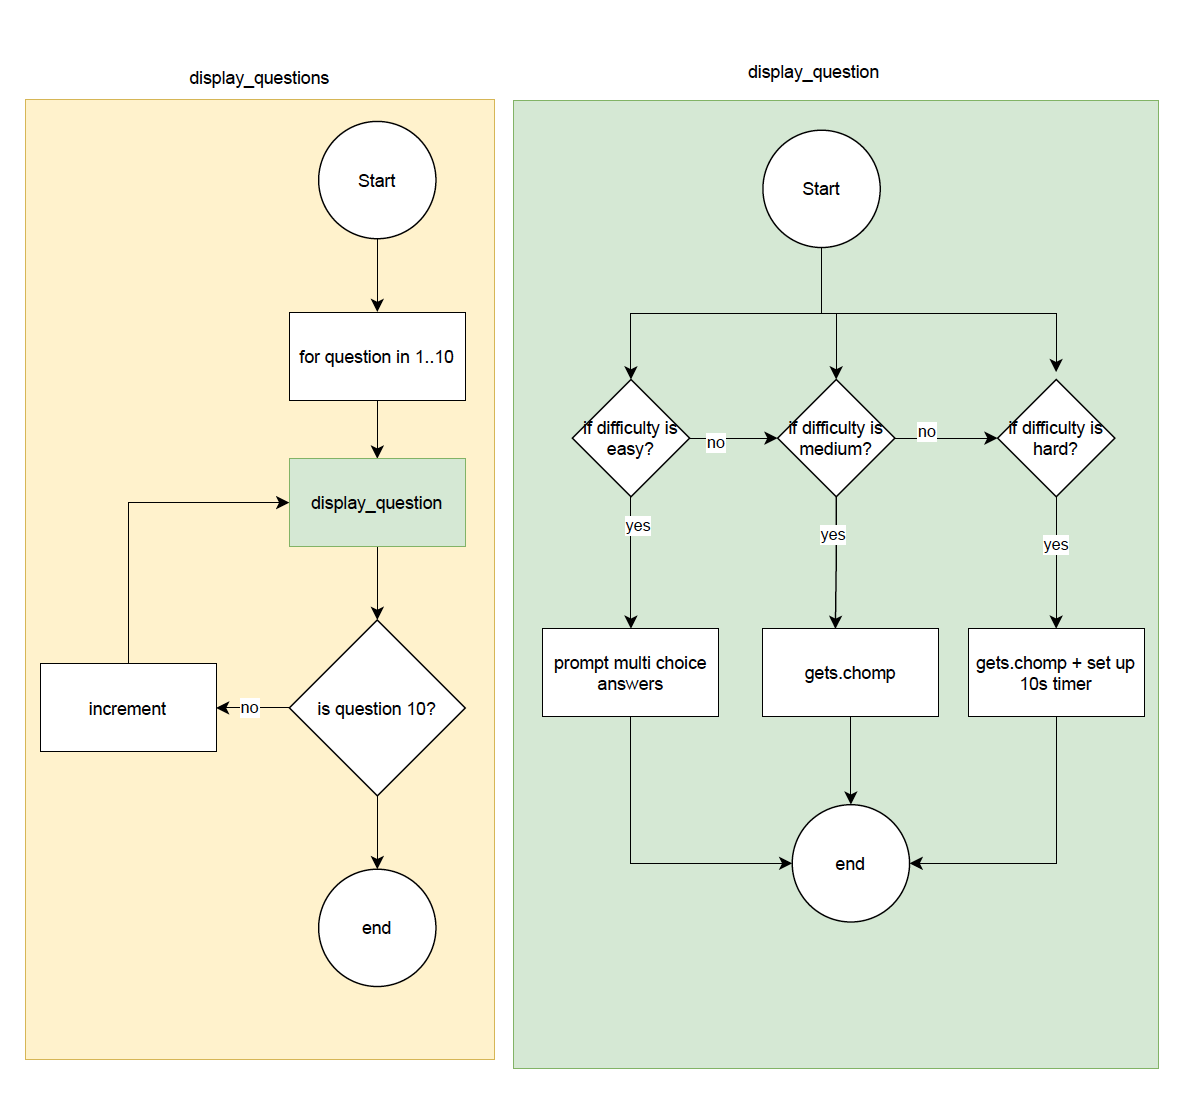 display_questions
Start
for question in 1..10
display_question
is question 10?
no
increment
end
display_question
Start
if difficulty is
easy?
no
if difficulty is
medium?
no
if difficulty is
hard?
yes
yes
yes
prompt multi choice
answers
gets.chomp
gets.chomp + set up
10s timer
end